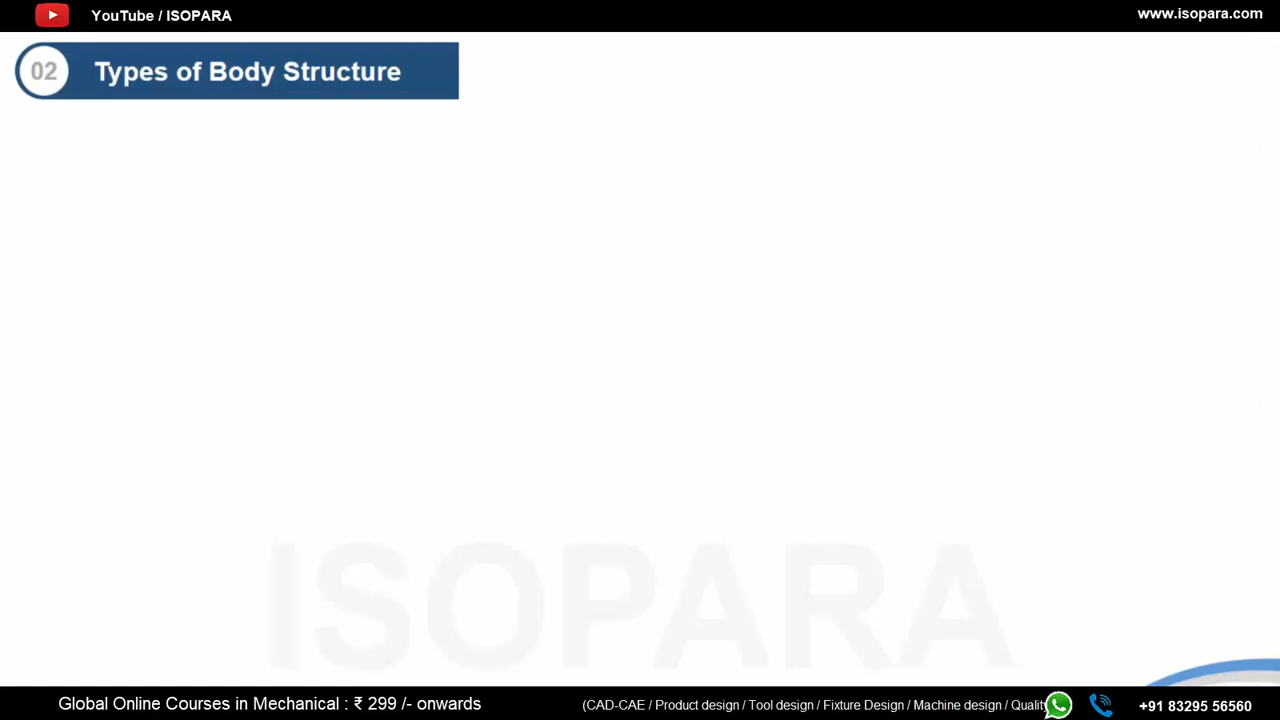 YouTube / ISOPARA
www.isopara.com
02
Types of Body Structure
ISOPARA
Global Online Courses in Mechanical : ₹ 299 /- onwards
(CAD-CAE / Product design / Tool design / Fixture Design / Machine design / Quality
+91 83295 56560